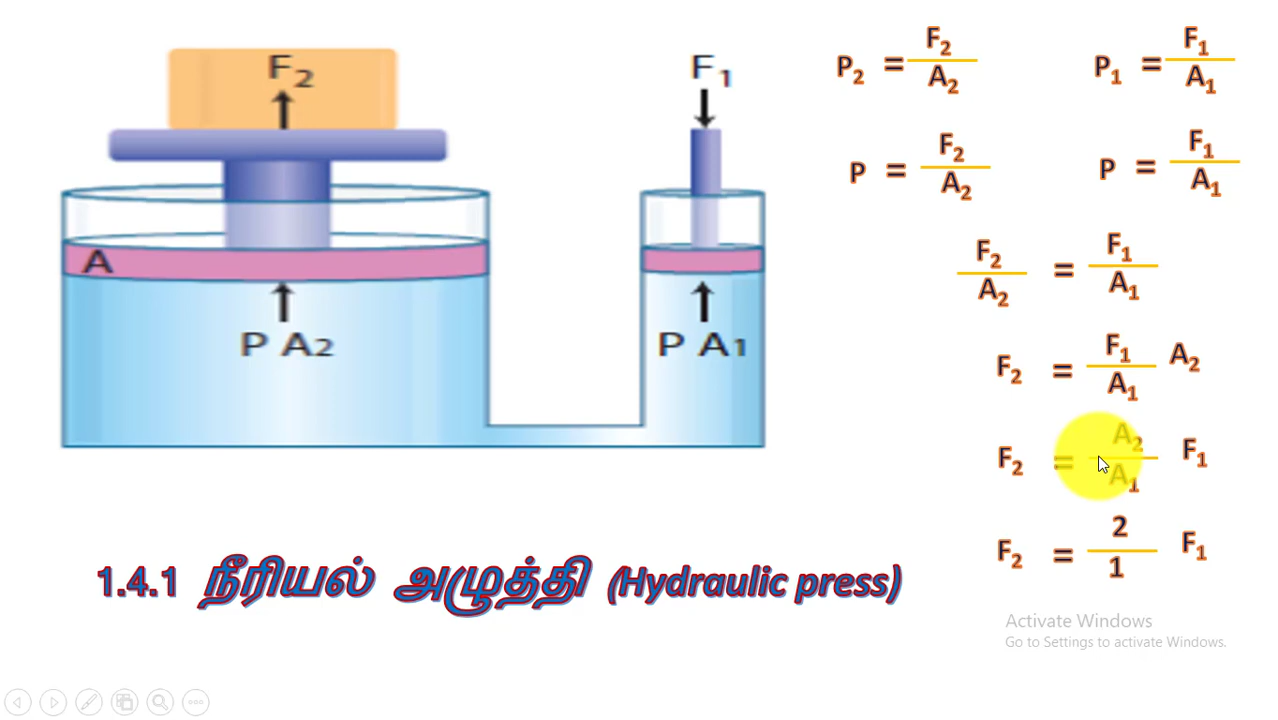 F₂
F₁
A
P A₂
P A₁
P₂ = F₂ / A₂
P₁ = F₁ / A₁
P = F₂ / A₂
P = F₁ / A₁
F₂ / A₂ = F₁ / A₁
F₂ = F₁ / A₁ A₂
F₂ = A₂ / A₁ F₁
F₂ = 2 / 1 F₁
1.4.1 நீரியல் அழுத்தி (Hydraulic press)
Activate Windows
Go to Settings to activate Windows.